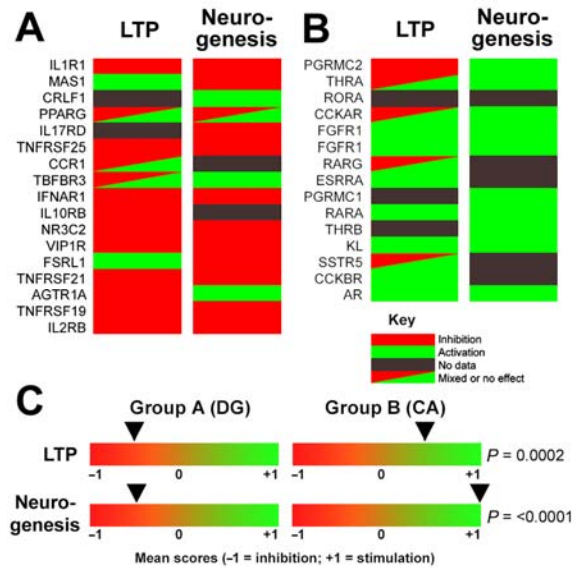 A
LTP
Neuro-
genesis
IL1R1
MAS1
CRLF1
PPARG
IL17RD
TNFRSF25
CCR1
TBFBR3
IFNAR1
IL10RB
NR3C2
VIP1R
FSRL1
TNFRSF21
AGTR1A
TNFRSF19
IL2RB
B
LTP
Neuro-
genesis
PGRMC2
THRA
RORA
CCKAR
FGFR1
FGFR1
RARG
ESRRA
PGRMC1
RARA
THRB
KL
SSTR5
CCKBR
AR
Key
Inhibition
Activation
No data
Mixed or no effect
C
Group A (DG) Group B (CA)
LTP
–1 0 +1 –1 0 +1
P = 0.0002
Neuro-
genesis
–1 0 +1 –1 0 +1
P = <0.0001
Mean scores (–1 = inhibition; +1 = stimulation)